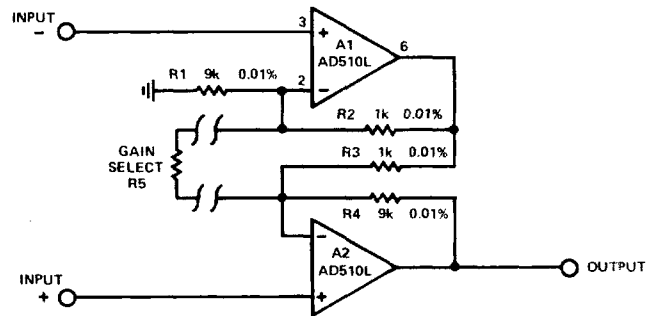 INPUT
−
3
+
A1
AD510L
6
R1 9k 0.01%
2
−
R2 1k 0.01%
GAIN
SELECT
R5
R3 1k 0.01%
R4 9k 0.01%
−
A2
AD510L
OUTPUT
INPUT
+
+